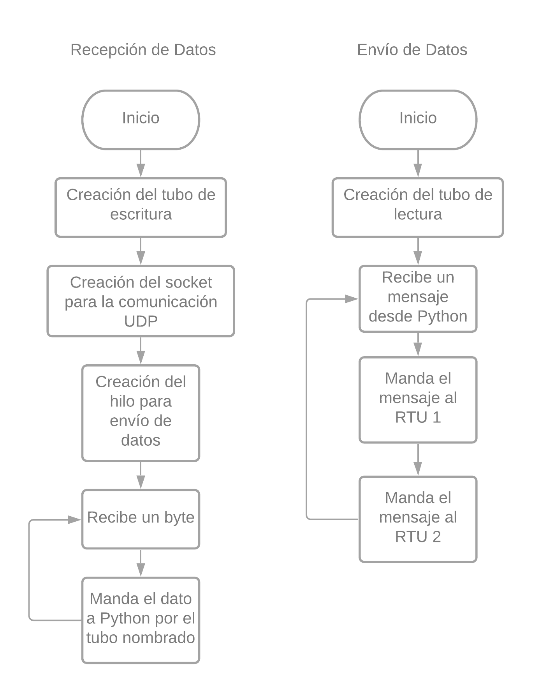 Recepción de Datos
Inicio
Creación del tubo de
escritura
Creación del socket
para la comunicación
UDP
Creación del
hilo para
envío de
datos
Recibe un byte
Manda el dato
a Python por el
tubo nombrado
Envío de Datos
Inicio
Creación del tubo de
lectura
Recibe un
mensaje
desde Python
Manda el
mensaje al
RTU 1
Manda el
mensaje al
RTU 2